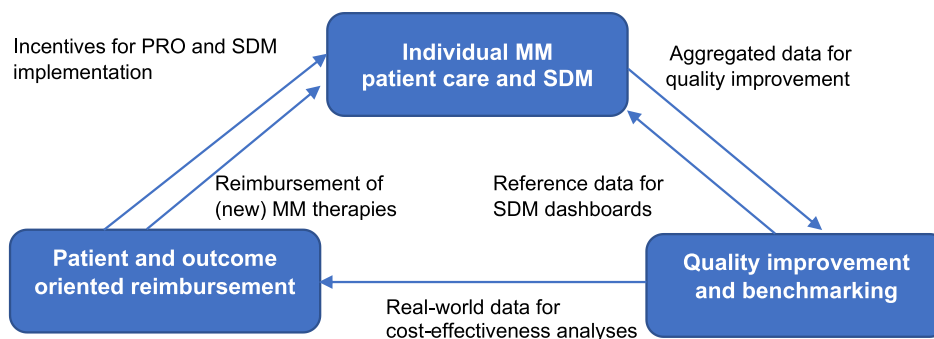 Incentives for PRO and SDM
implementation
Individual MM
patient care and SDM
Aggregated data for
quality improvement
Reimbursement of
(new) MM therapies
Reference data for
SDM dashboards
Patient and outcome
oriented reimbursement
Quality improvement
and benchmarking
Real-world data for
cost-effectiveness analyses